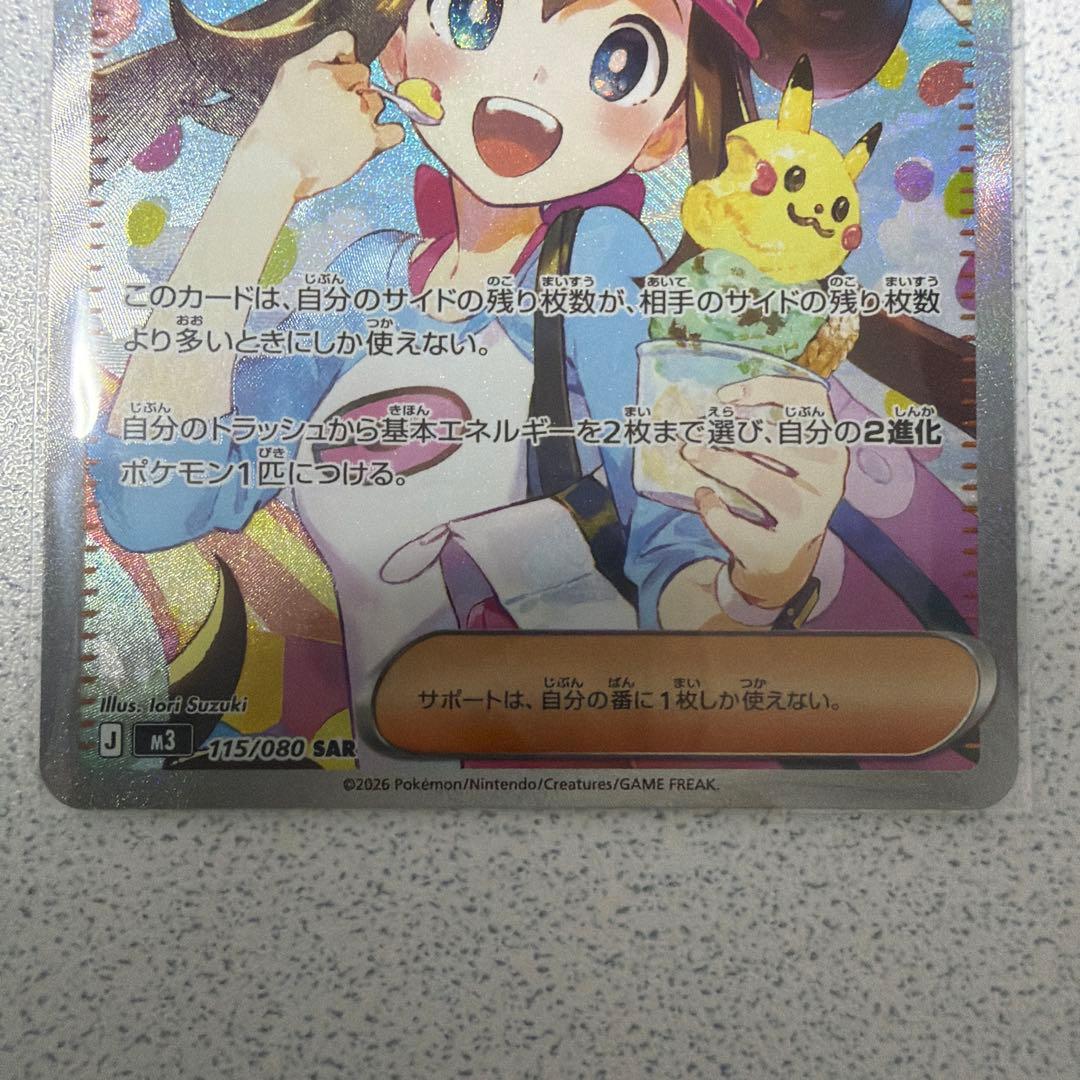 このカードは、自分のサイドの残り枚数が、相手のサイドの残り枚数
より多いときにしか使えない。
自分のトラッシュから基本エネルギーを2枚まで選び、自分の2進化
ポケモン1匹につける。
サポートは、自分の番に1枚しか使えない。
Illus. Iori Suzuki
J M3 115/080 SAR
©2026 Pokémon/Nintendo/Creatures/GAME FREAK.